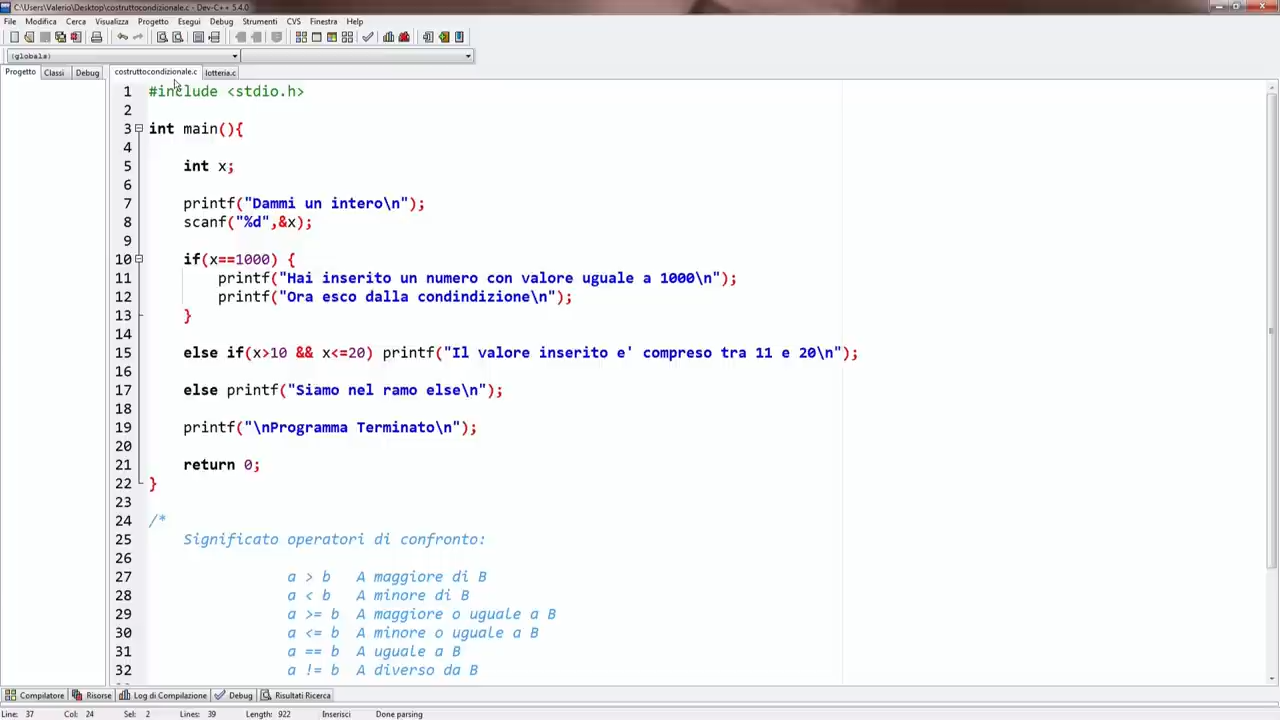 C:\Users\Valerio\Desktop\costruttocondizionale.c - Dev-C++ 5.4.0
File Modifica Cerca Visualizza Progetto Esegui Debug Strumenti CVS Finestra Help
(globals)
Progetto Classi Debug costruttocondizionale.c lotteria.c
1 #include <stdio.h>
2
3 int main(){
4
5 int x;
6
7 printf("Dammi un intero\n");
8 scanf("%d",&x);
9
10 if(x==1000) {
11 printf("Hai inserito un numero con valore uguale a 1000\n");
12 printf("Ora esco dalla condindizione\n");
13 }
14
15 else if(x>10 && x<=20) printf("Il valore inserito e' compreso tra 11 e 20\n");
16
17 else printf("Siamo nel ramo else\n");
18
19 printf("\nProgramma Terminato\n");
20
21 return 0;
22 }
23
24 /*
25 Significato operatori di confronto:
26
27 a > b A maggiore di B
28 a < b A minore di B
29 a >= b A maggiore o uguale a B
30 a <= b A minore o uguale a B
31 a == b A uguale a B
32 a != b A diverso da B
Compilatore Risorse Log di Compilazione Debug Risultati Ricerca
Line: 37 Col: 24 Sel: 2 Lines: 39 Length: 922 Inserisci Done parsing